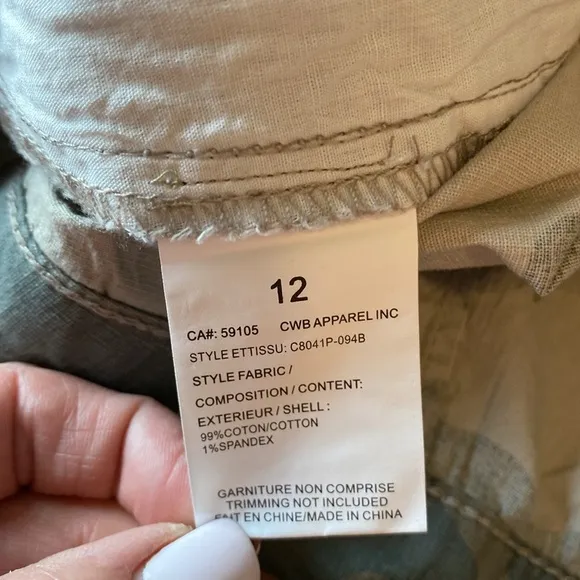 12
CA#: 59105 CWB APPAREL INC
STYLE ETTISSU: C8041P-094B
STYLE FABRIC /
COMPOSITION / CONTENT:
EXTERIEUR / SHELL :
99%COTON/COTTON
1%SPANDEX
GARNITURE NON COMPRISE
TRIMMING NOT INCLUDED
EN CHINE/MADE IN CHINA